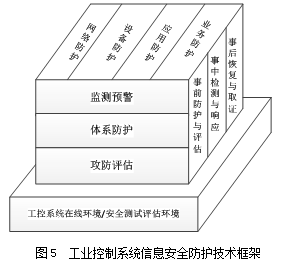 网络防护
设备防护
应用防护
业务防护
监测预警
体系防护
攻防评估
事前防护与评估
事中检测与响应
事后恢复与取证
工控系统在线环境/安全测试评估环境
图5 工业控制系统信息安全防护技术框架